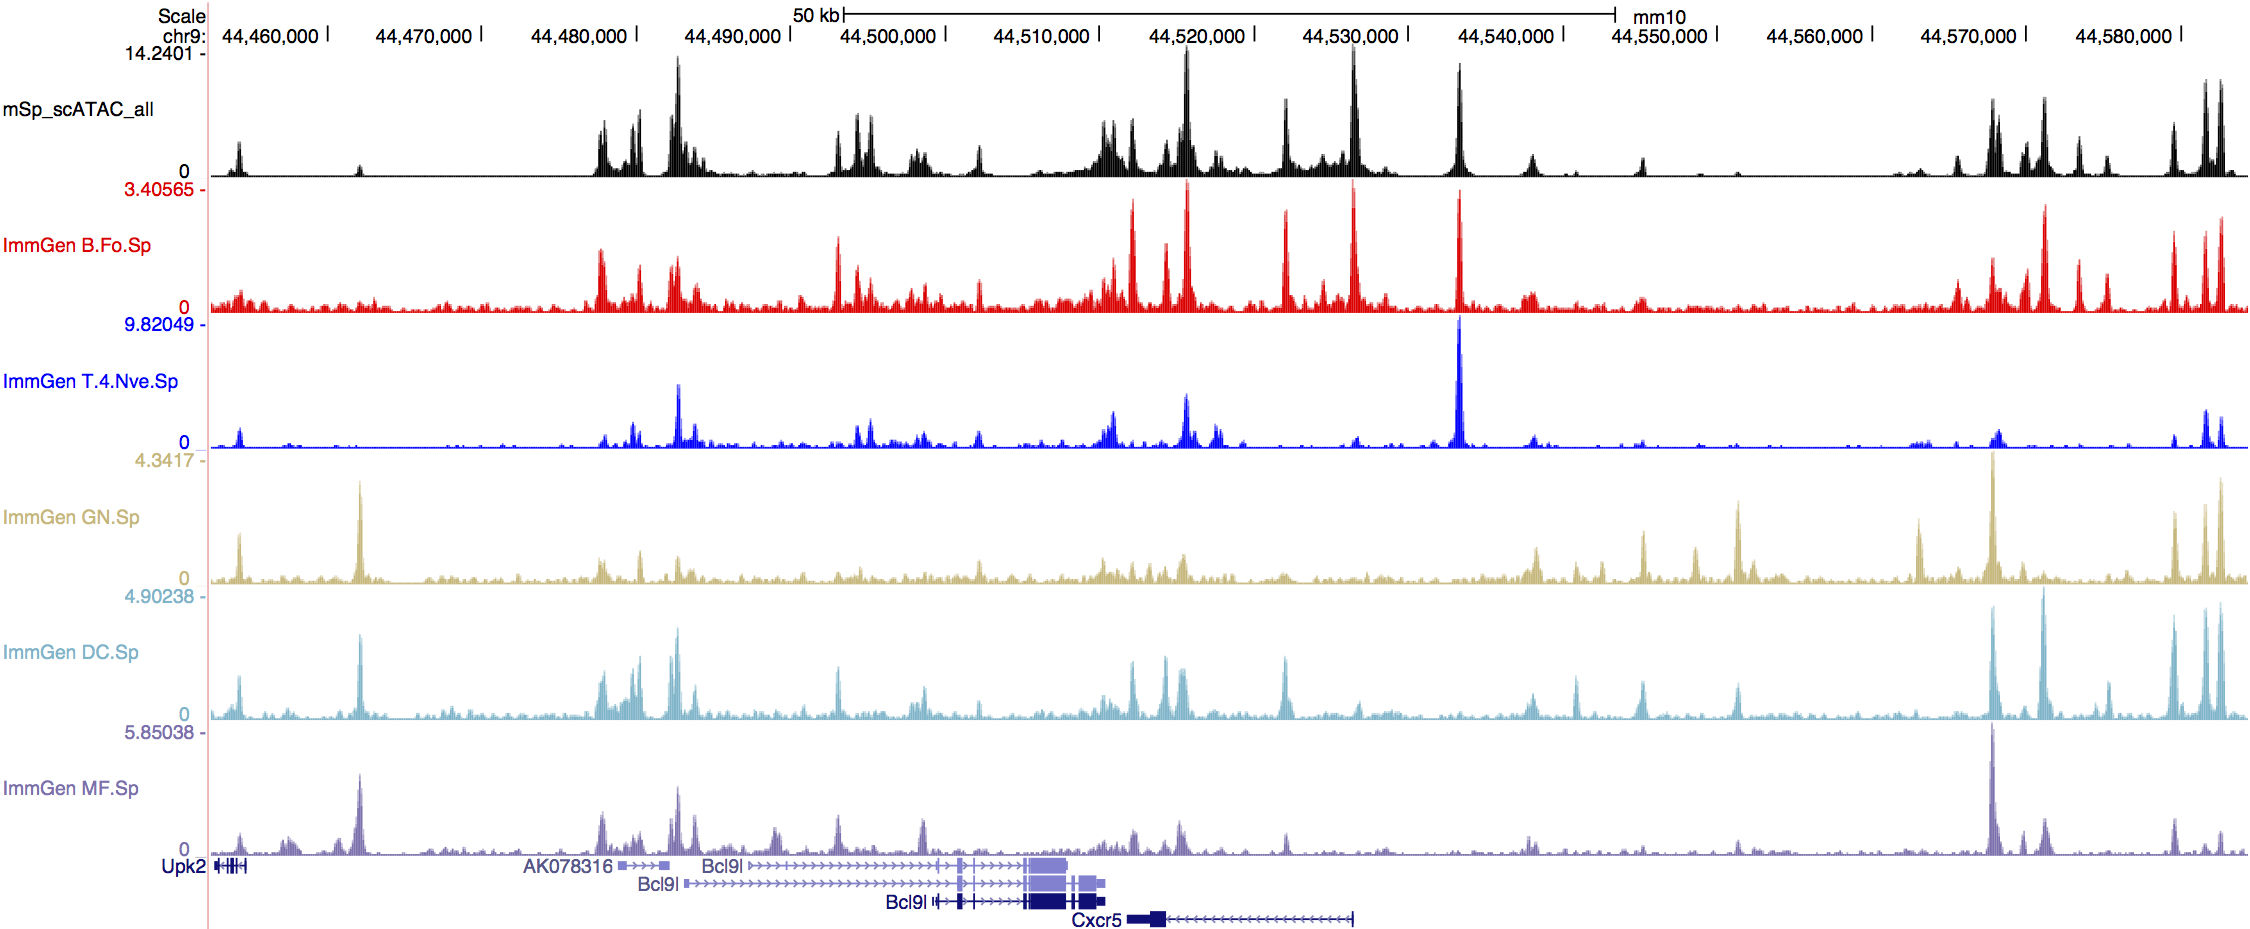 Scale 50 kb mm10
chr9: 44,460,000 44,470,000 44,480,000 44,490,000 44,500,000 44,510,000 44,520,000 44,530,000 44,540,000 44,550,000 44,560,000 44,570,000 44,580,000
14.2401 -
mSp_scATAC_all
0
3.40565 -
ImmGen B.Fo.Sp
0
9.82049 -
ImmGen T.4.Nve.Sp
0
4.3417 -
ImmGen GN.Sp
0
4.90238 -
ImmGen DC.Sp
0
5.85038 -
ImmGen MF.Sp
0
Upk2 AK078316 Bcl9l
Bcl9l
Bcl9l
Cxcr5